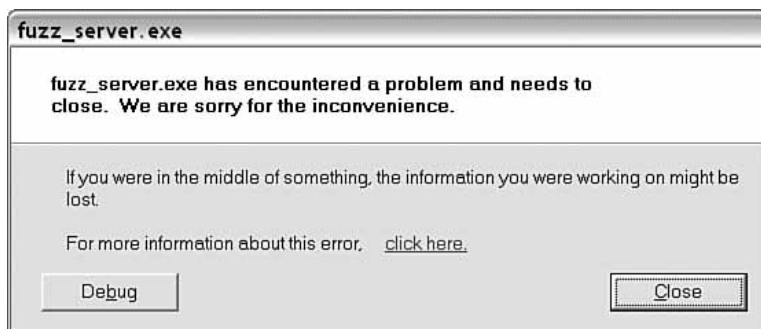 fuzz_server.exe
fuzz_server.exe has encountered a problem and needs to
close. We are sorry for the inconvenience.
If you were in the middle of something, the information you were working on might be
lost.
For more information about this error, click here.
Debug
Close